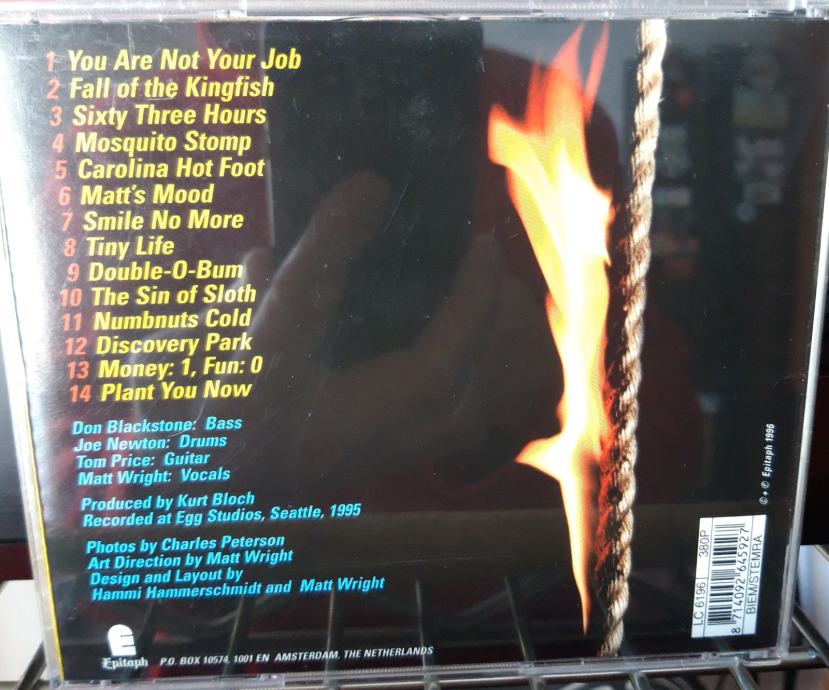 1 You Are Not Your Job
2 Fall of the Kingfish
3 Sixty Three Hours
4 Mosquito Stomp
5 Carolina Hot Foot
6 Matt's Mood
7 Smile No More
8 Tiny Life
9 Double-O-Bum
10 The Sin of Sloth
11 Numbnuts Cold
12 Discovery Park
13 Money: 1, Fun: 0
14 Plant You Now
Don Blackstone: Bass
Joe Newton: Drums
Tom Price: Guitar
Matt Wright: Vocals
Produced by Kurt Bloch
Recorded at Egg Studios, Seattle, 1995
Photos by Charles Peterson
Art Direction by Matt Wright
Design and Layout by
Hammi Hammerschmidt and Matt Wright
Epitaph P.O. BOX 10574, 1001 EN AMSTERDAM, THE NETHERLANDS
© + ℗ Epitaph 1996
LC 6196 380P
8 714092 645927
BIEM/STEMRA